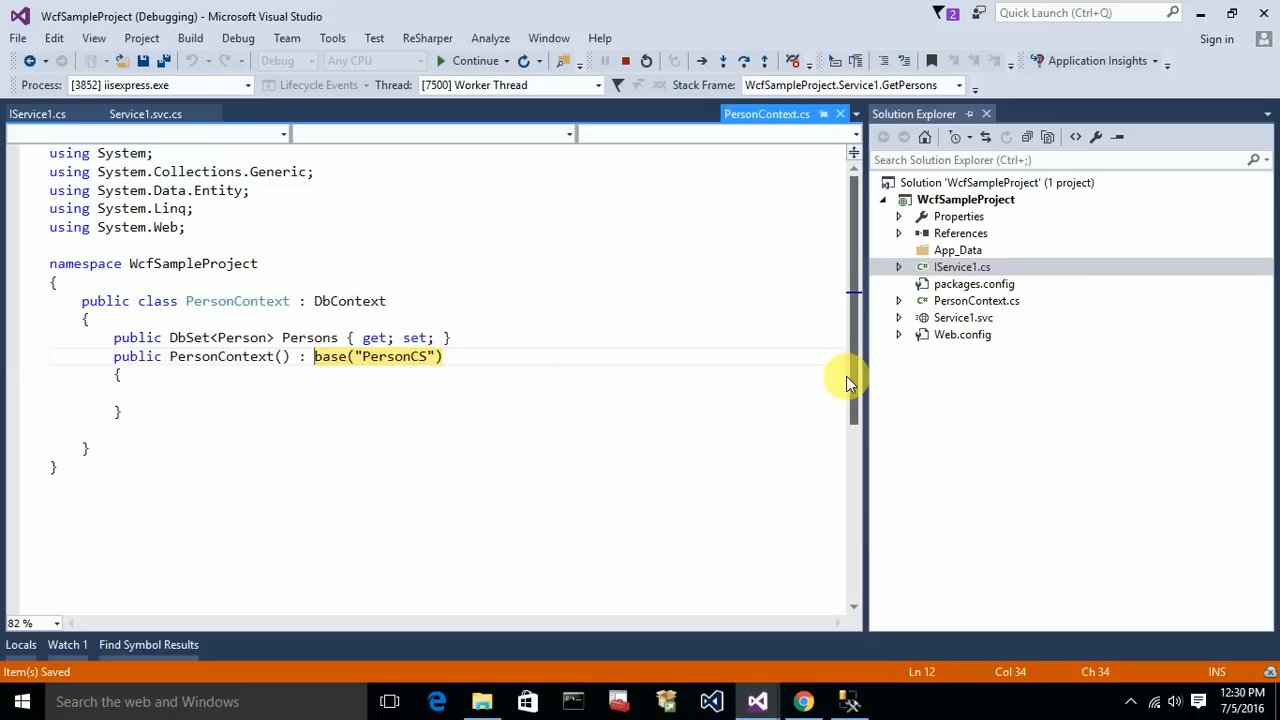 WcfSampleProject (Debugging) - Microsoft Visual Studio
2
Quick Launch (Ctrl+Q)
File Edit View Project Build Debug Team Tools Test ReSharper Analyze Window Help
Sign in
Debug Any CPU Continue Application Insights
Process: [3852] iisexpress.exe Lifecycle Events Thread: [7500] Worker Thread Stack Frame: WcfSampleProject.Service1.GetPersons
IService1.cs Service1.svc.cs PersonContext.cs
Solution Explorer
Search Solution Explorer (Ctrl+;)
using System;
using System.Collections.Generic;
using System.Data.Entity;
using System.Linq;
using System.Web;
namespace WcfSampleProject
{
public class PersonContext : DbContext
{
public DbSet<Person> Persons { get; set; }
public PersonContext() : base("PersonCS")
{
}
}
}
Solution 'WcfSampleProject' (1 project)
WcfSampleProject
Properties
References
App_Data
IService1.cs
packages.config
PersonContext.cs
Service1.svc
Web.config
82 %
Locals Watch 1 Find Symbol Results
Item(s) Saved Ln 12 Col 34 Ch 34 INS
Search the web and Windows
12:30 PM
7/5/2016